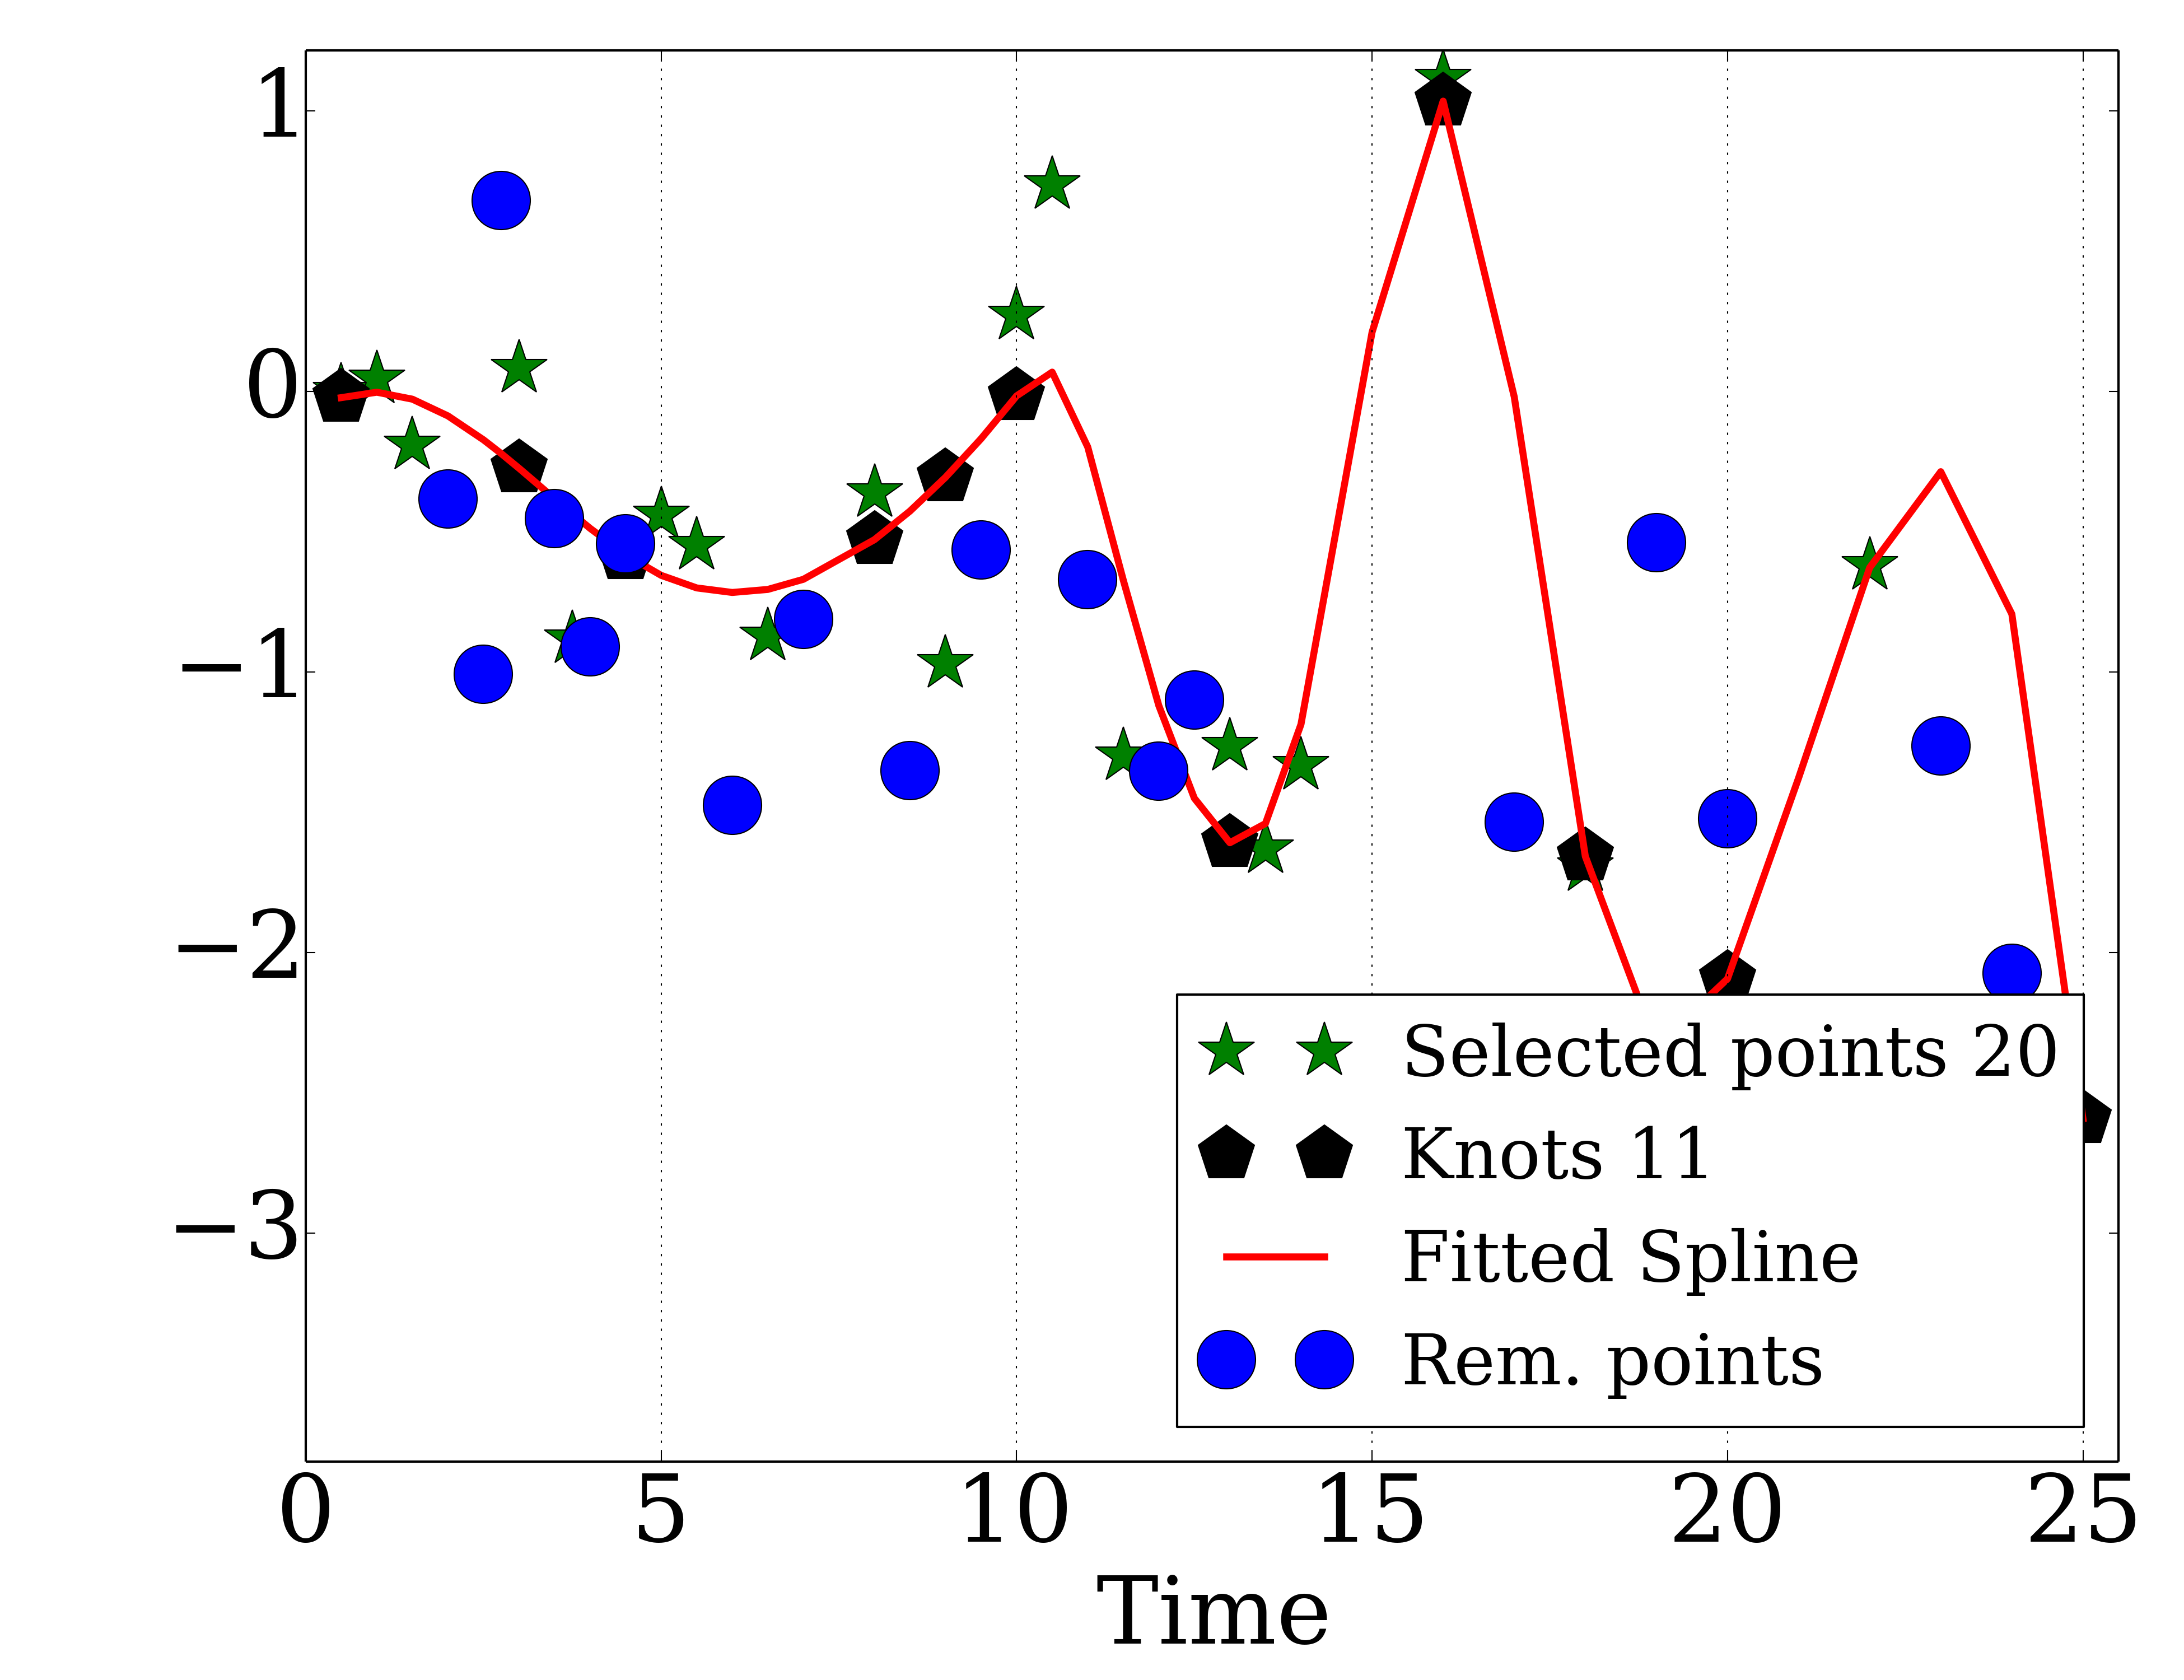 1
0
−1
−2
−3
Selected points 20
Knots 11
Fitted Spline
Rem. points
0 5 10 15 20 25
Time